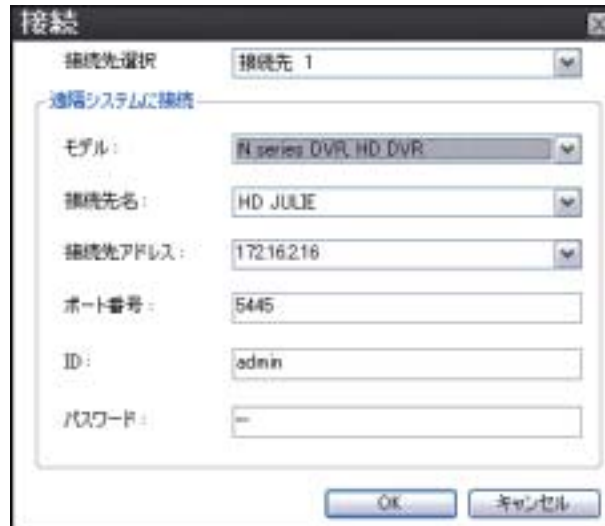 接続
接続先選択 接続先 1
遠隔システムに接続
モデル： N series DVR, HD DVR
接続先名： HD JULIE
接続先アドレス： 172.16.2.16
ポート番号： 5445
ID： admin
パスワード：
OK キャンセル